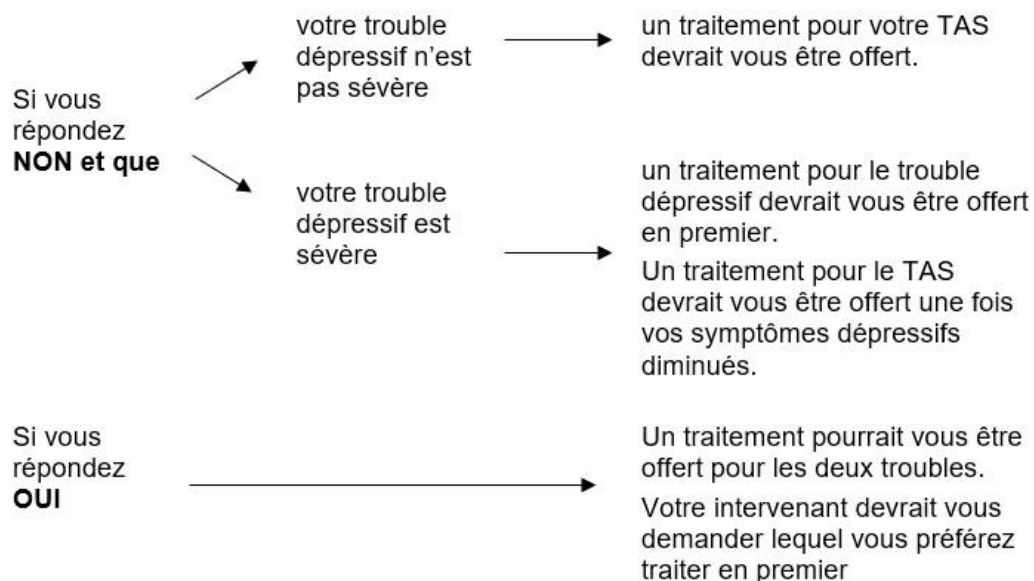 Si vous
répondez
NON et que
votre trouble
dépressif n'est
pas sévère
un traitement pour votre TAS
devrait vous être offert.
votre trouble
dépressif est
sévère
un traitement pour le trouble
dépressif devrait vous être offert
en premier.
Un traitement pour le TAS
devrait vous être offert une fois
vos symptômes dépressifs
diminués.
Si vous
répondez
OUI
Un traitement pourrait vous être
offert pour les deux troubles.
Votre intervenant devrait vous
demander lequel vous préférez
traiter en premier